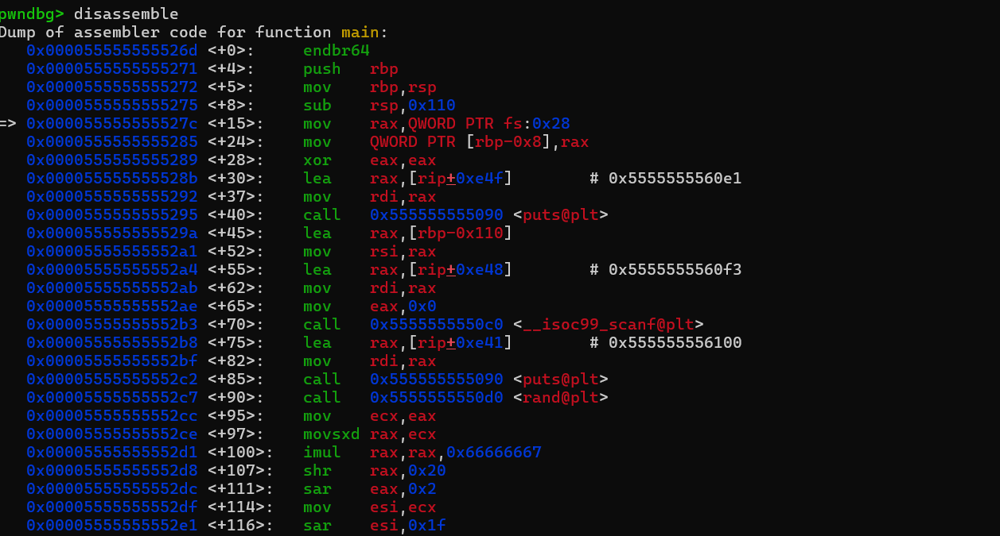 pwndbg> disassemble
Dump of assembler code for function main:
0x000055555555526d <+0>: endbr64
0x0000555555555271 <+4>: push rbp
0x0000555555555272 <+5>: mov rbp,rsp
0x0000555555555275 <+8>: sub rsp,0x110
=> 0x000055555555527c <+15>: mov rax,QWORD PTR fs:0x28
0x0000555555555285 <+24>: mov QWORD PTR [rbp-0x8],rax
0x0000555555555289 <+28>: xor eax,eax
0x000055555555528b <+30>: lea rax,[rip+0xe4f] # 0x5555555560e1
0x0000555555555292 <+37>: mov rdi,rax
0x0000555555555295 <+40>: call 0x555555555090 <puts@plt>
0x000055555555529a <+45>: lea rax,[rbp-0x110]
0x00005555555552a1 <+52>: mov rsi,rax
0x00005555555552a4 <+55>: lea rax,[rip+0xe48] # 0x5555555560f3
0x00005555555552ab <+62>: mov rdi,rax
0x00005555555552ae <+65>: mov eax,0x0
0x00005555555552b3 <+70>: call 0x5555555550c0 <__isoc99_scanf@plt>
0x00005555555552b8 <+75>: lea rax,[rip+0xe41] # 0x555555556100
0x00005555555552bf <+82>: mov rdi,rax
0x00005555555552c2 <+85>: call 0x555555555090 <puts@plt>
0x00005555555552c7 <+90>: call 0x5555555550d0 <rand@plt>
0x00005555555552cc <+95>: mov ecx,eax
0x00005555555552ce <+97>: movsxd rax,ecx
0x00005555555552d1 <+100>: imul rax,rax,0x66666667
0x00005555555552d8 <+107>: shr rax,0x20
0x00005555555552dc <+111>: sar eax,0x2
0x00005555555552df <+114>: mov esi,ecx
0x00005555555552e1 <+116>: sar esi,0x1f